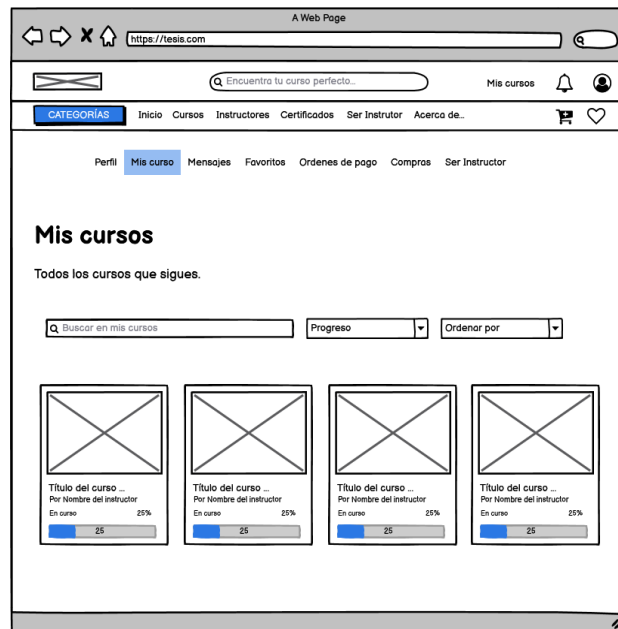 A Web Page
https://tesis.com
Encuentra tu curso perfecto...
Mis cursos
CATEGORÍAS Inicio Cursos Instructores Certificados Ser Instrutor Acerca de...
Perfil Mis curso Mensajes Favoritos Ordenes de pago Compras Ser Instructor
Mis cursos
Todos los cursos que sigues.
Buscar en mis cursos Progreso Ordenar por
Título del curso ... Título del curso ... Título del curso ... Título del curso ...
Por Nombre del instructor Por Nombre del instructor Por Nombre del instructor Por Nombre del instructor
En curso 25% En curso 25% En curso 25% En curso 25%
25 25 25 25